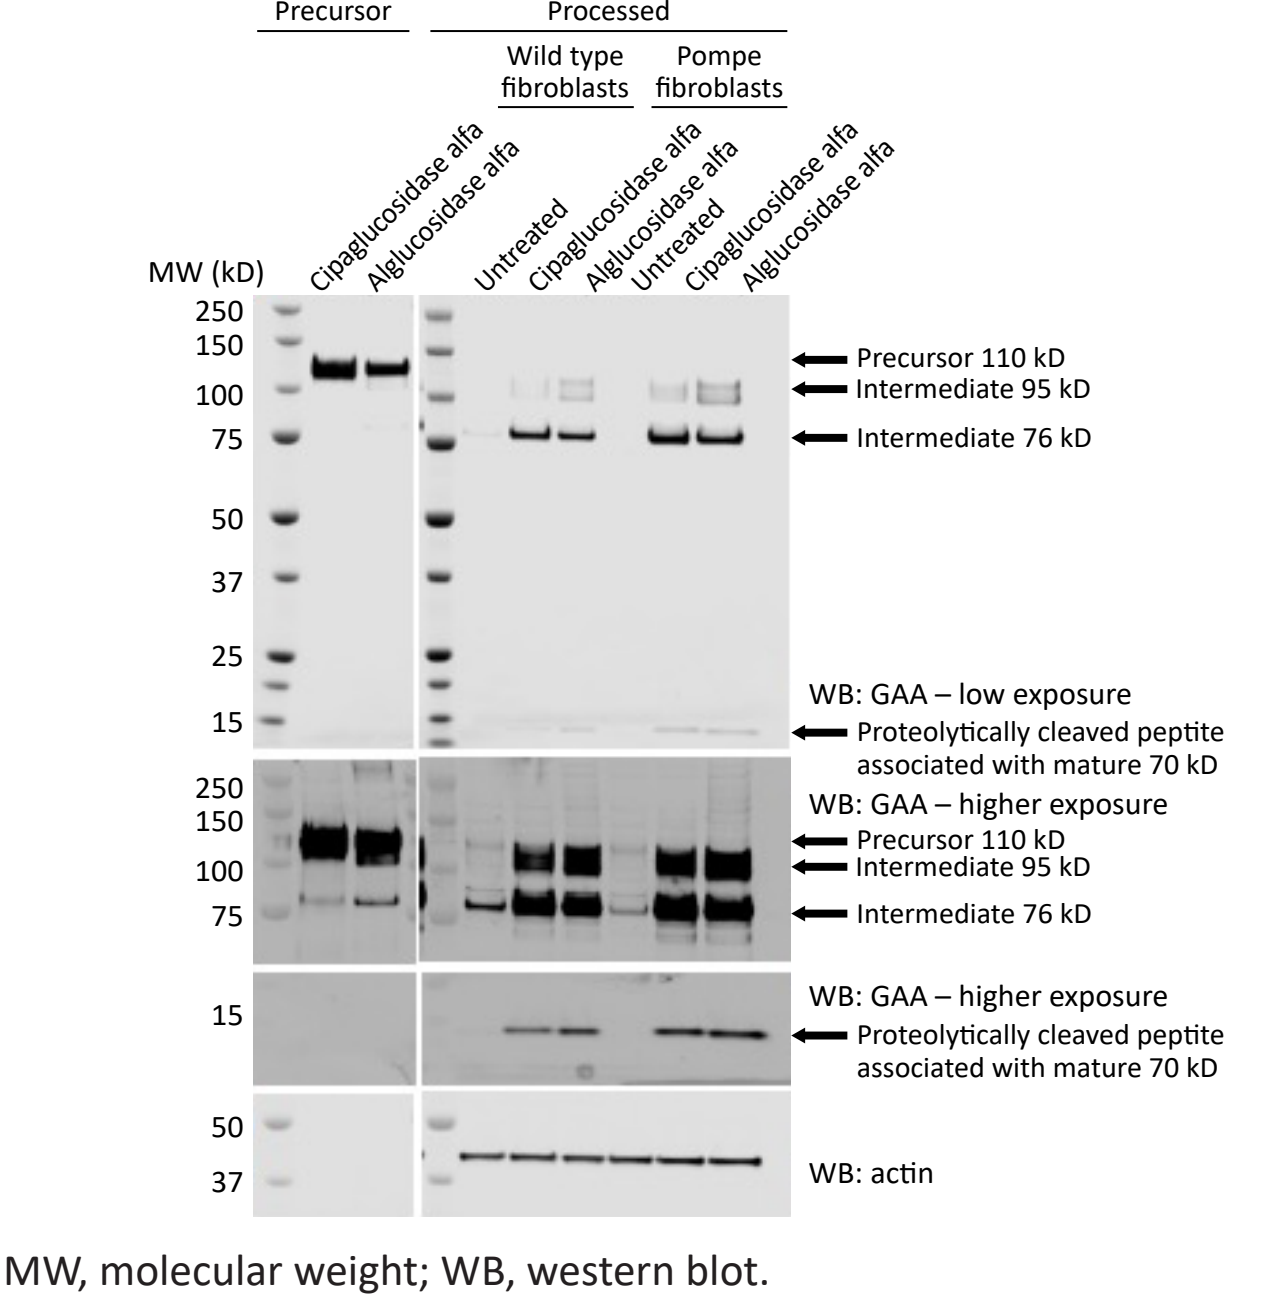 Precursor
Processed
Wild type
fibroblasts
Pompe
fibroblasts
Cipaglucosidase alfa
Alglucosidase alfa
Untreated
Cipaglucosidase alfa
Alglucosidase alfa
Untreated
Cipaglucosidase alfa
Alglucosidase alfa
MW (kD)
250
150
100
75
50
37
25
15
Precursor 110 kD
Intermediate 95 kD
Intermediate 76 kD
WB: GAA – low exposure
Proteolytically cleaved peptite
associated with mature 70 kD
250
150
100
75
WB: GAA – higher exposure
Precursor 110 kD
Intermediate 95 kD
Intermediate 76 kD
15
WB: GAA – higher exposure
Proteolytically cleaved peptite
associated with mature 70 kD
50
37
WB: actin
MW, molecular weight; WB, western blot.